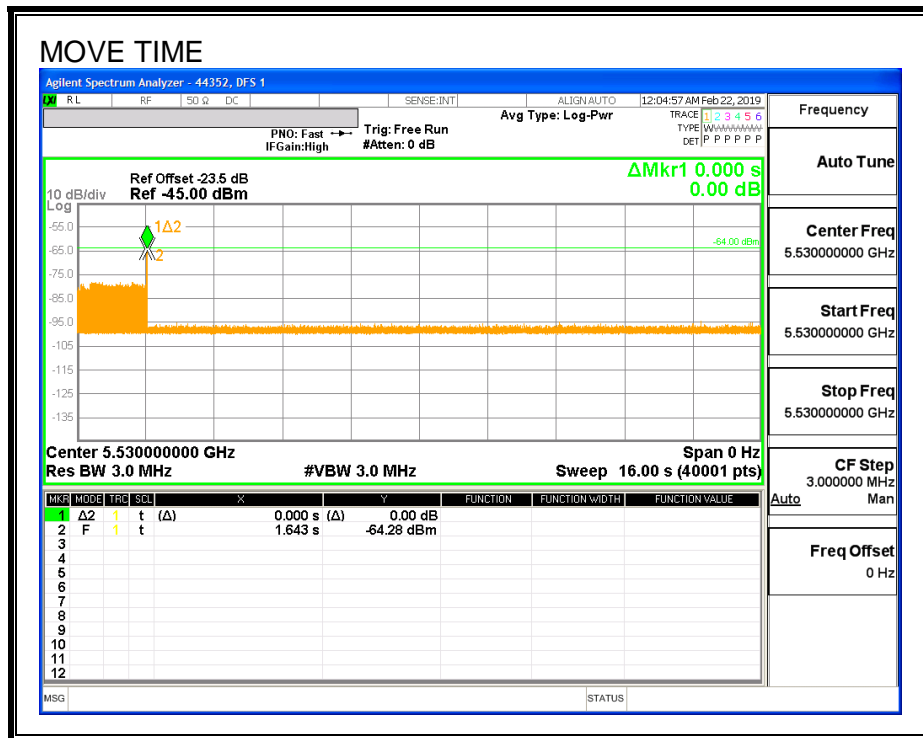 MOVE TIME
Agilent Spectrum Analyzer - 44352, DFS 1
LXI RL RF 50 Ω DC SENSE:INT ALIGN AUTO 12:04:57 AM Feb 22, 2019
PNO: Fast
IFGain:High
Trig: Free Run
#Atten: 0 dB
Avg Type: Log-Pwr
TRACE 1 2 3 4 5 6
TYPE WWWWWW
DET P P P P P P
ΔMkr1 0.000 s
0.00 dB
Ref Offset -23.5 dB
Ref -45.00 dBm
10 dB/div
Log
-55.0
-65.0
-75.0
-85.0
-95.0
-105
-115
-125
-135
1Δ2
2
-64.00 dBm
Center 5.530000000 GHz Span 0 Hz
Res BW 3.0 MHz #VBW 3.0 MHz Sweep 16.00 s (40001 pts)
MKR MODE TRC SCL X Y FUNCTION FUNCTION WIDTH FUNCTION VALUE
1 Δ2 1 t (Δ) 0.000 s (Δ) 0.00 dB
2 F 1 t 1.643 s -64.28 dBm
3
4
5
6
7
8
9
10
11
12
MSG STATUS
Frequency
Auto Tune
Center Freq
5.530000000 GHz
Start Freq
5.530000000 GHz
Stop Freq
5.530000000 GHz
CF Step
3.000000 MHz
Auto Man
Freq Offset
0 Hz